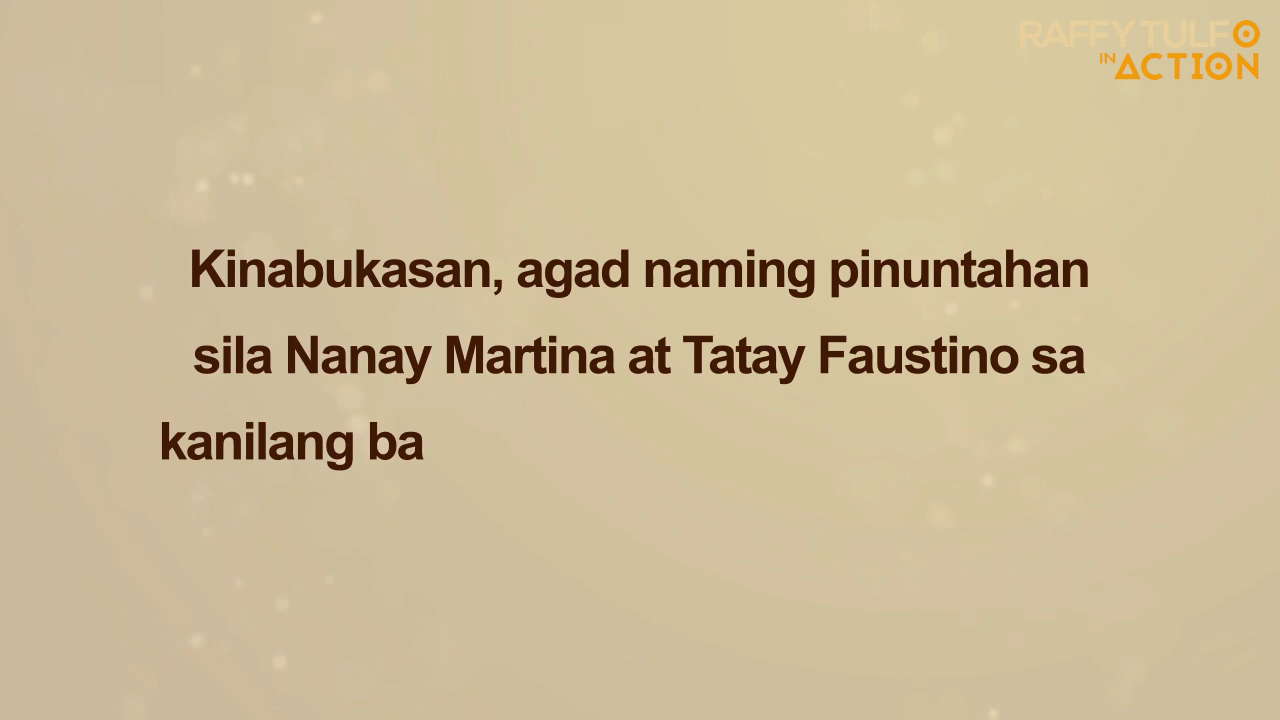 RAFFY TULFO
IN ACTION
Kinabukasan, agad naming pinuntahan
sila Nanay Martina at Tatay Faustino sa
kanilang ba